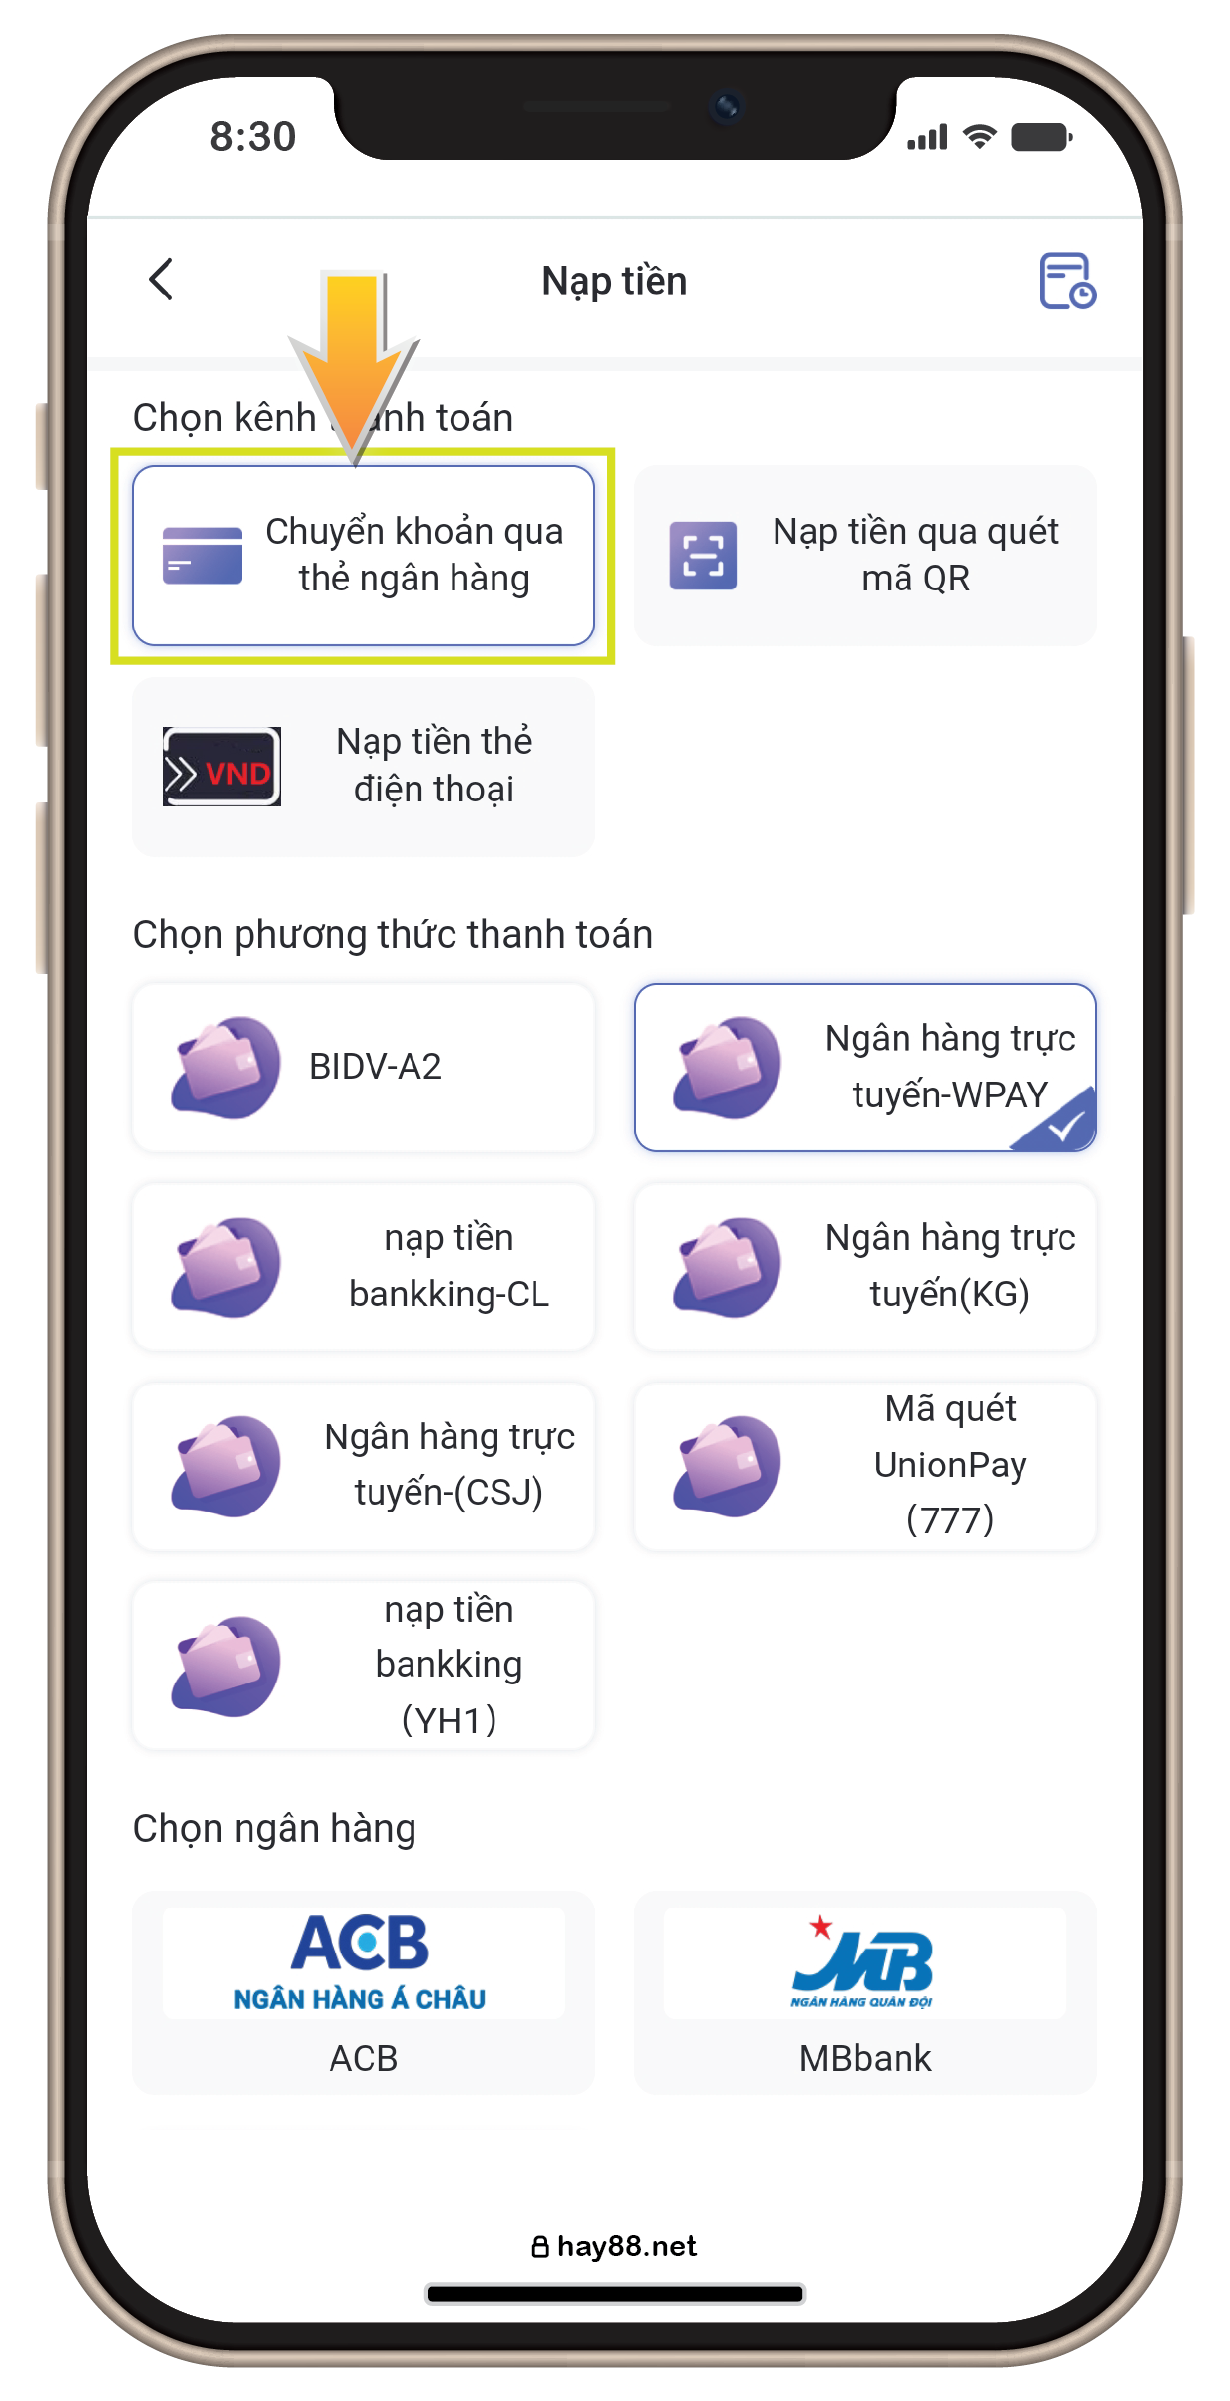 8:30
Nạp tiền
Chọn kênh thanh toán
Chuyển khoản qua
thẻ ngân hàng
Nạp tiền qua quét
mã QR
VND
Nạp tiền thẻ
điện thoại
Chọn phương thức thanh toán
BIDV-A2
Ngân hàng trực
tuyến-WPAY
nạp tiền
bankking-CL
Ngân hàng trực
tuyến(KG)
Ngân hàng trực
tuyến-(CSJ)
Mã quét
UnionPay
(777)
nạp tiền
bankking
(YH1)
Chọn ngân hàng
ACB
NGÂN HÀNG Á CHÂU
ACB
MB
NGÂN HÀNG QUÂN ĐỘI
MBbank
hay88.net